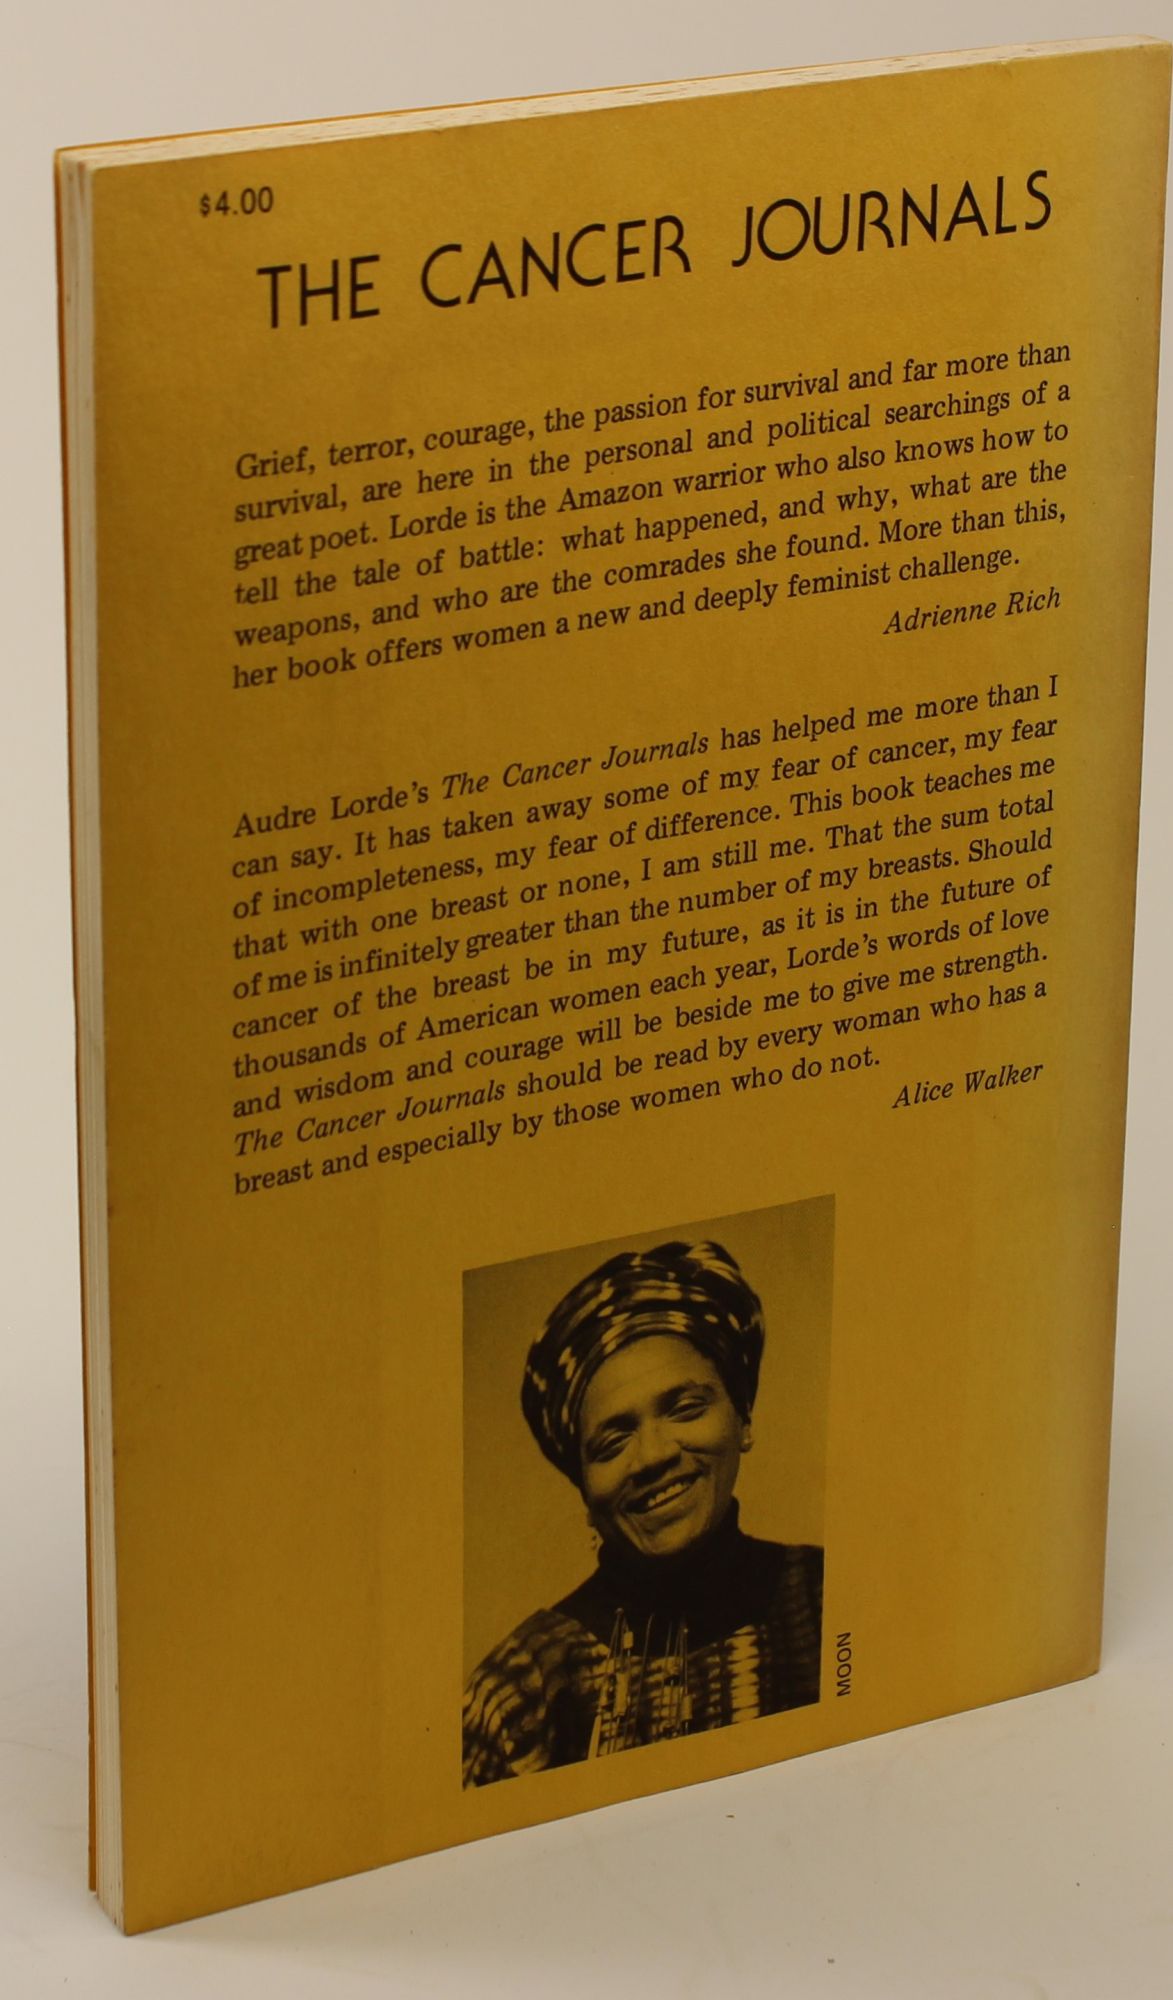 $4.00
THE CANCER JOURNALS
Grief, terror, courage, the passion for survival and far more than
survival, are here in the personal and political searchings of a
great poet. Lorde is the Amazon warrior who also knows how to
tell the tale of battle: what happened, and why, what are the
weapons, and who are the comrades she found. More than this,
her book offers women a new and deeply feminist challenge.
Adrienne Rich
Audre Lorde's The Cancer Journals has helped me more than I
can say. It has taken away some of my fear of cancer, my fear
of incompleteness, my fear of difference. This book teaches me
that with one breast or none, I am still me. That the sum total
of me is infinitely greater than the number of my breasts. Should
cancer of the breast be in my future, as it is in the future of
thousands of American women each year, Lorde's words of love
and wisdom and courage will be beside me to give me strength.
The Cancer Journals should be read by every woman who has a
breast and especially by those women who do not.
Alice Walker
MOON